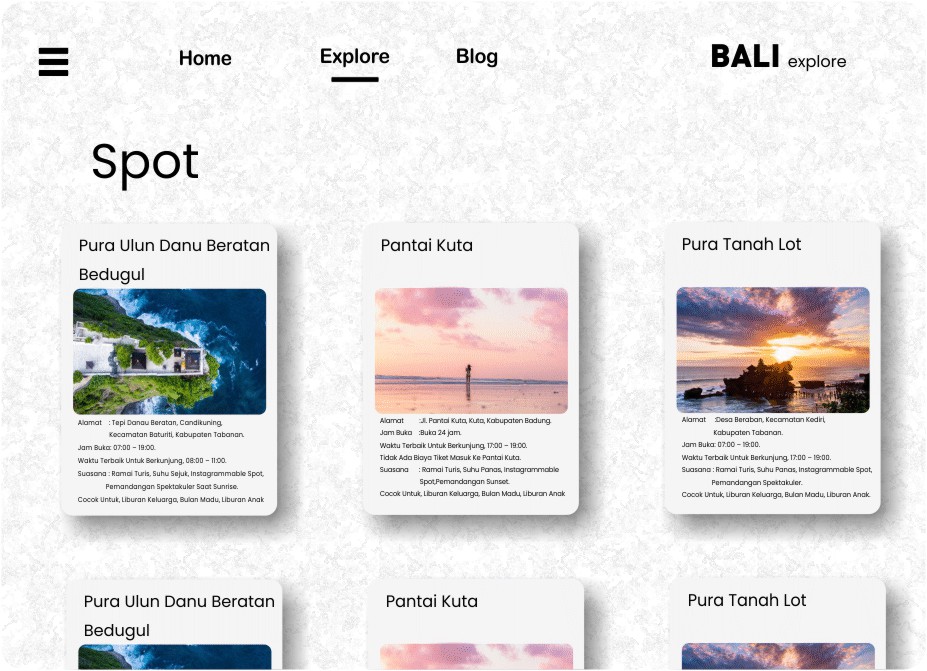 Home
Explore
Blog
BALI explore
Spot
Pura Ulun Danu Beratan
Bedugul
Alamat : Tepi Danau Beratan, Candikuning,
Kecamatan Baturiti, Kabupaten Tabanan.
Jam Buka: 07:00 – 19:00.
Waktu Terbaik Untuk Berkunjung, 08:00 – 11:00.
Suasana : Ramai Turis, Suhu Sejuk, Instagrammable Spot,
Pemandangan Spektakuler Saat Sunrise.
Cocok Untuk, Liburan Keluarga, Bulan Madu, Liburan Anak
Pantai Kuta
Alamat :Jl. Pantai Kuta, Kuta, Kabupaten Badung.
Jam Buka :Buka 24 jam.
Waktu Terbaik Untuk Berkunjung, 17:00 – 19:00.
Tidak Ada Biaya Tiket Masuk Ke Pantai Kuta.
Suasana : Ramai Turis, Suhu Panas, Instagrammable
Spot,Pemandangan Sunset.
Cocok Untuk, Liburan Keluarga, Bulan Madu, Liburan Anak
Pura Tanah Lot
Alamat :Desa Beraban, Kecamatan Kediri,
Kabupaten Tabanan.
Jam Buka: 07:00 – 19:00.
Waktu Terbaik Untuk Berkunjung, 17:00 – 19:00.
Suasana : Ramai Turis, Suhu Panas, Instagrammable Spot,
Pemandangan Spektakuler.
Cocok Untuk, Liburan Keluarga, Bulan Madu, Liburan Anak.
Pura Ulun Danu Beratan
Bedugul
Pantai Kuta
Pura Tanah Lot